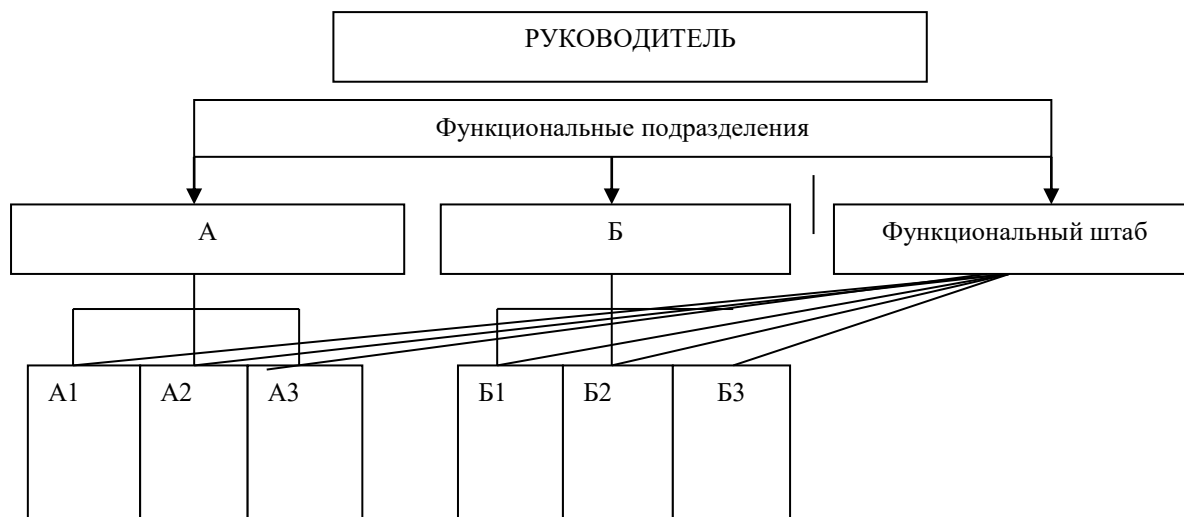 РУКОВОДИТЕЛЬ
Функциональные подразделения
А
Б
Функциональный штаб
А1
А2
А3
Б1
Б2
Б3